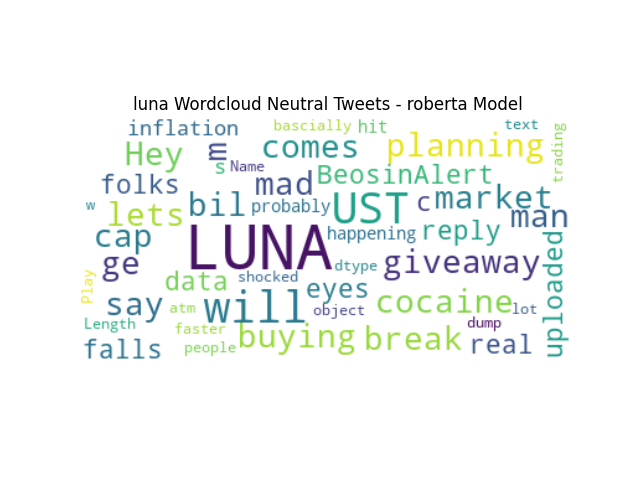 luna Wordcloud Neutral Tweets - roberta Model
inflation bascially hit text
Hey m s Name comes planning trading
folks mad BeosinAlert
w lets bil probably UST c market man
cap LUNA happening reply
ge data shocked dtype giveaway uploaded
Play say atm will eyes object cocaine lot
Length faster buying break dump
falls people real